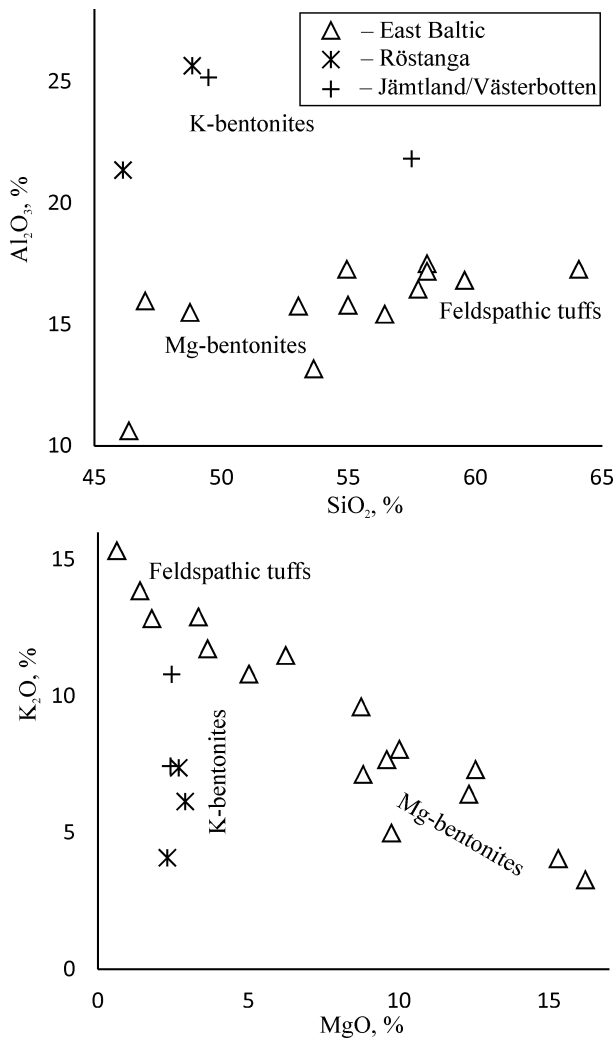 △ – East Baltic
– Röstanga
+ – Jämtland/Västerbotten
25
K-bentonites
20
Al₂O₃, %
15
Feldspathic tuffs
Mg-bentonites
10
45 50 55 60 65
SiO₂, %
15
Feldspathic tuffs
10
K₂O, %
K-bentonites
Mg-bentonites
5
0
0 5 10 15
MgO, %